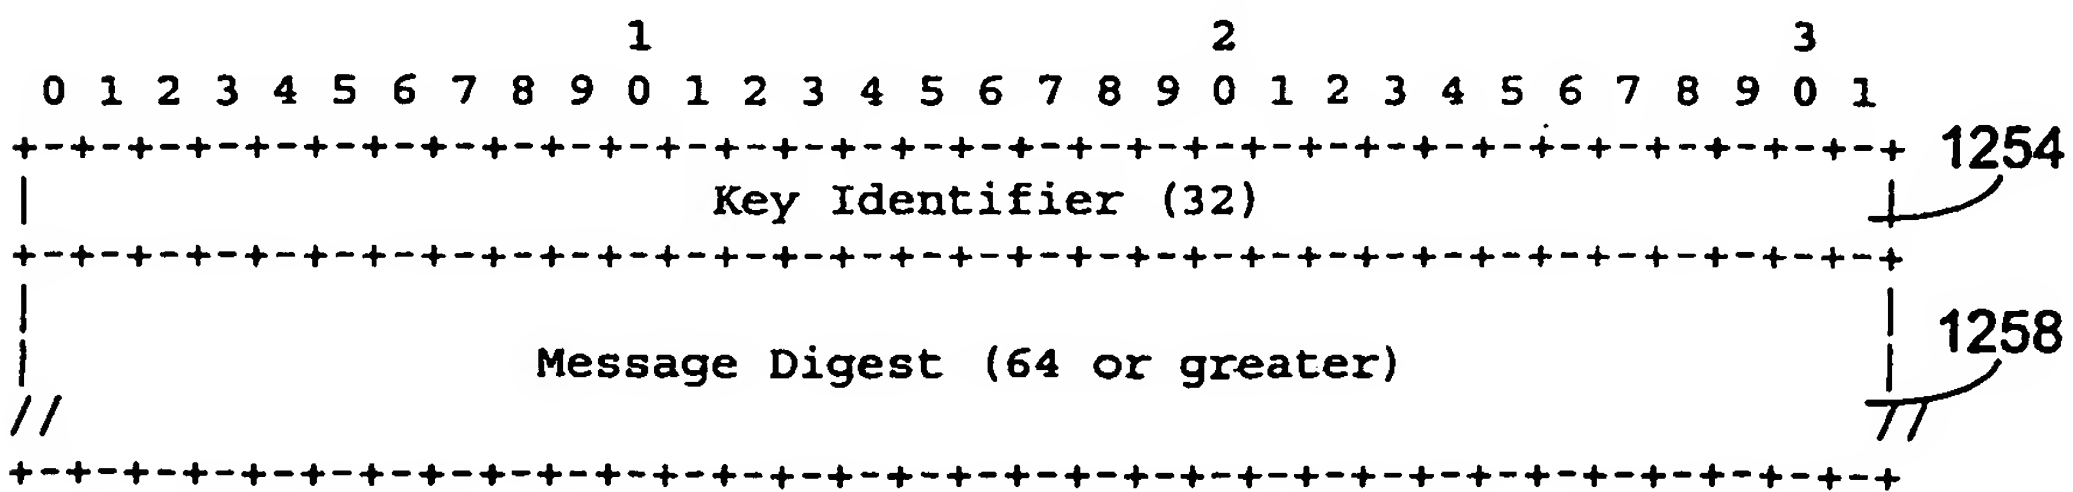 1 2 3
0 1 2 3 4 5 6 7 8 9 0 1 2 3 4 5 6 7 8 9 0 1 2 3 4 5 6 7 8 9 0 1
+-+-+-+-+-+-+-+-+-+-+-+-+-+-+-+-+-+-+-+-+-+-+-+-+-+-+-+-+-+-+-+-+ 1254
| Key Identifier (32) |
+-+-+-+-+-+-+-+-+-+-+-+-+-+-+-+-+-+-+-+-+-+-+-+-+-+-+-+-+-+-+-+-+
| | 1258
| Message Digest (64 or greater) |
// //
+-+-+-+-+-+-+-+-+-+-+-+-+-+-+-+-+-+-+-+-+-+-+-+-+-+-+-+-+-+-+-+-+